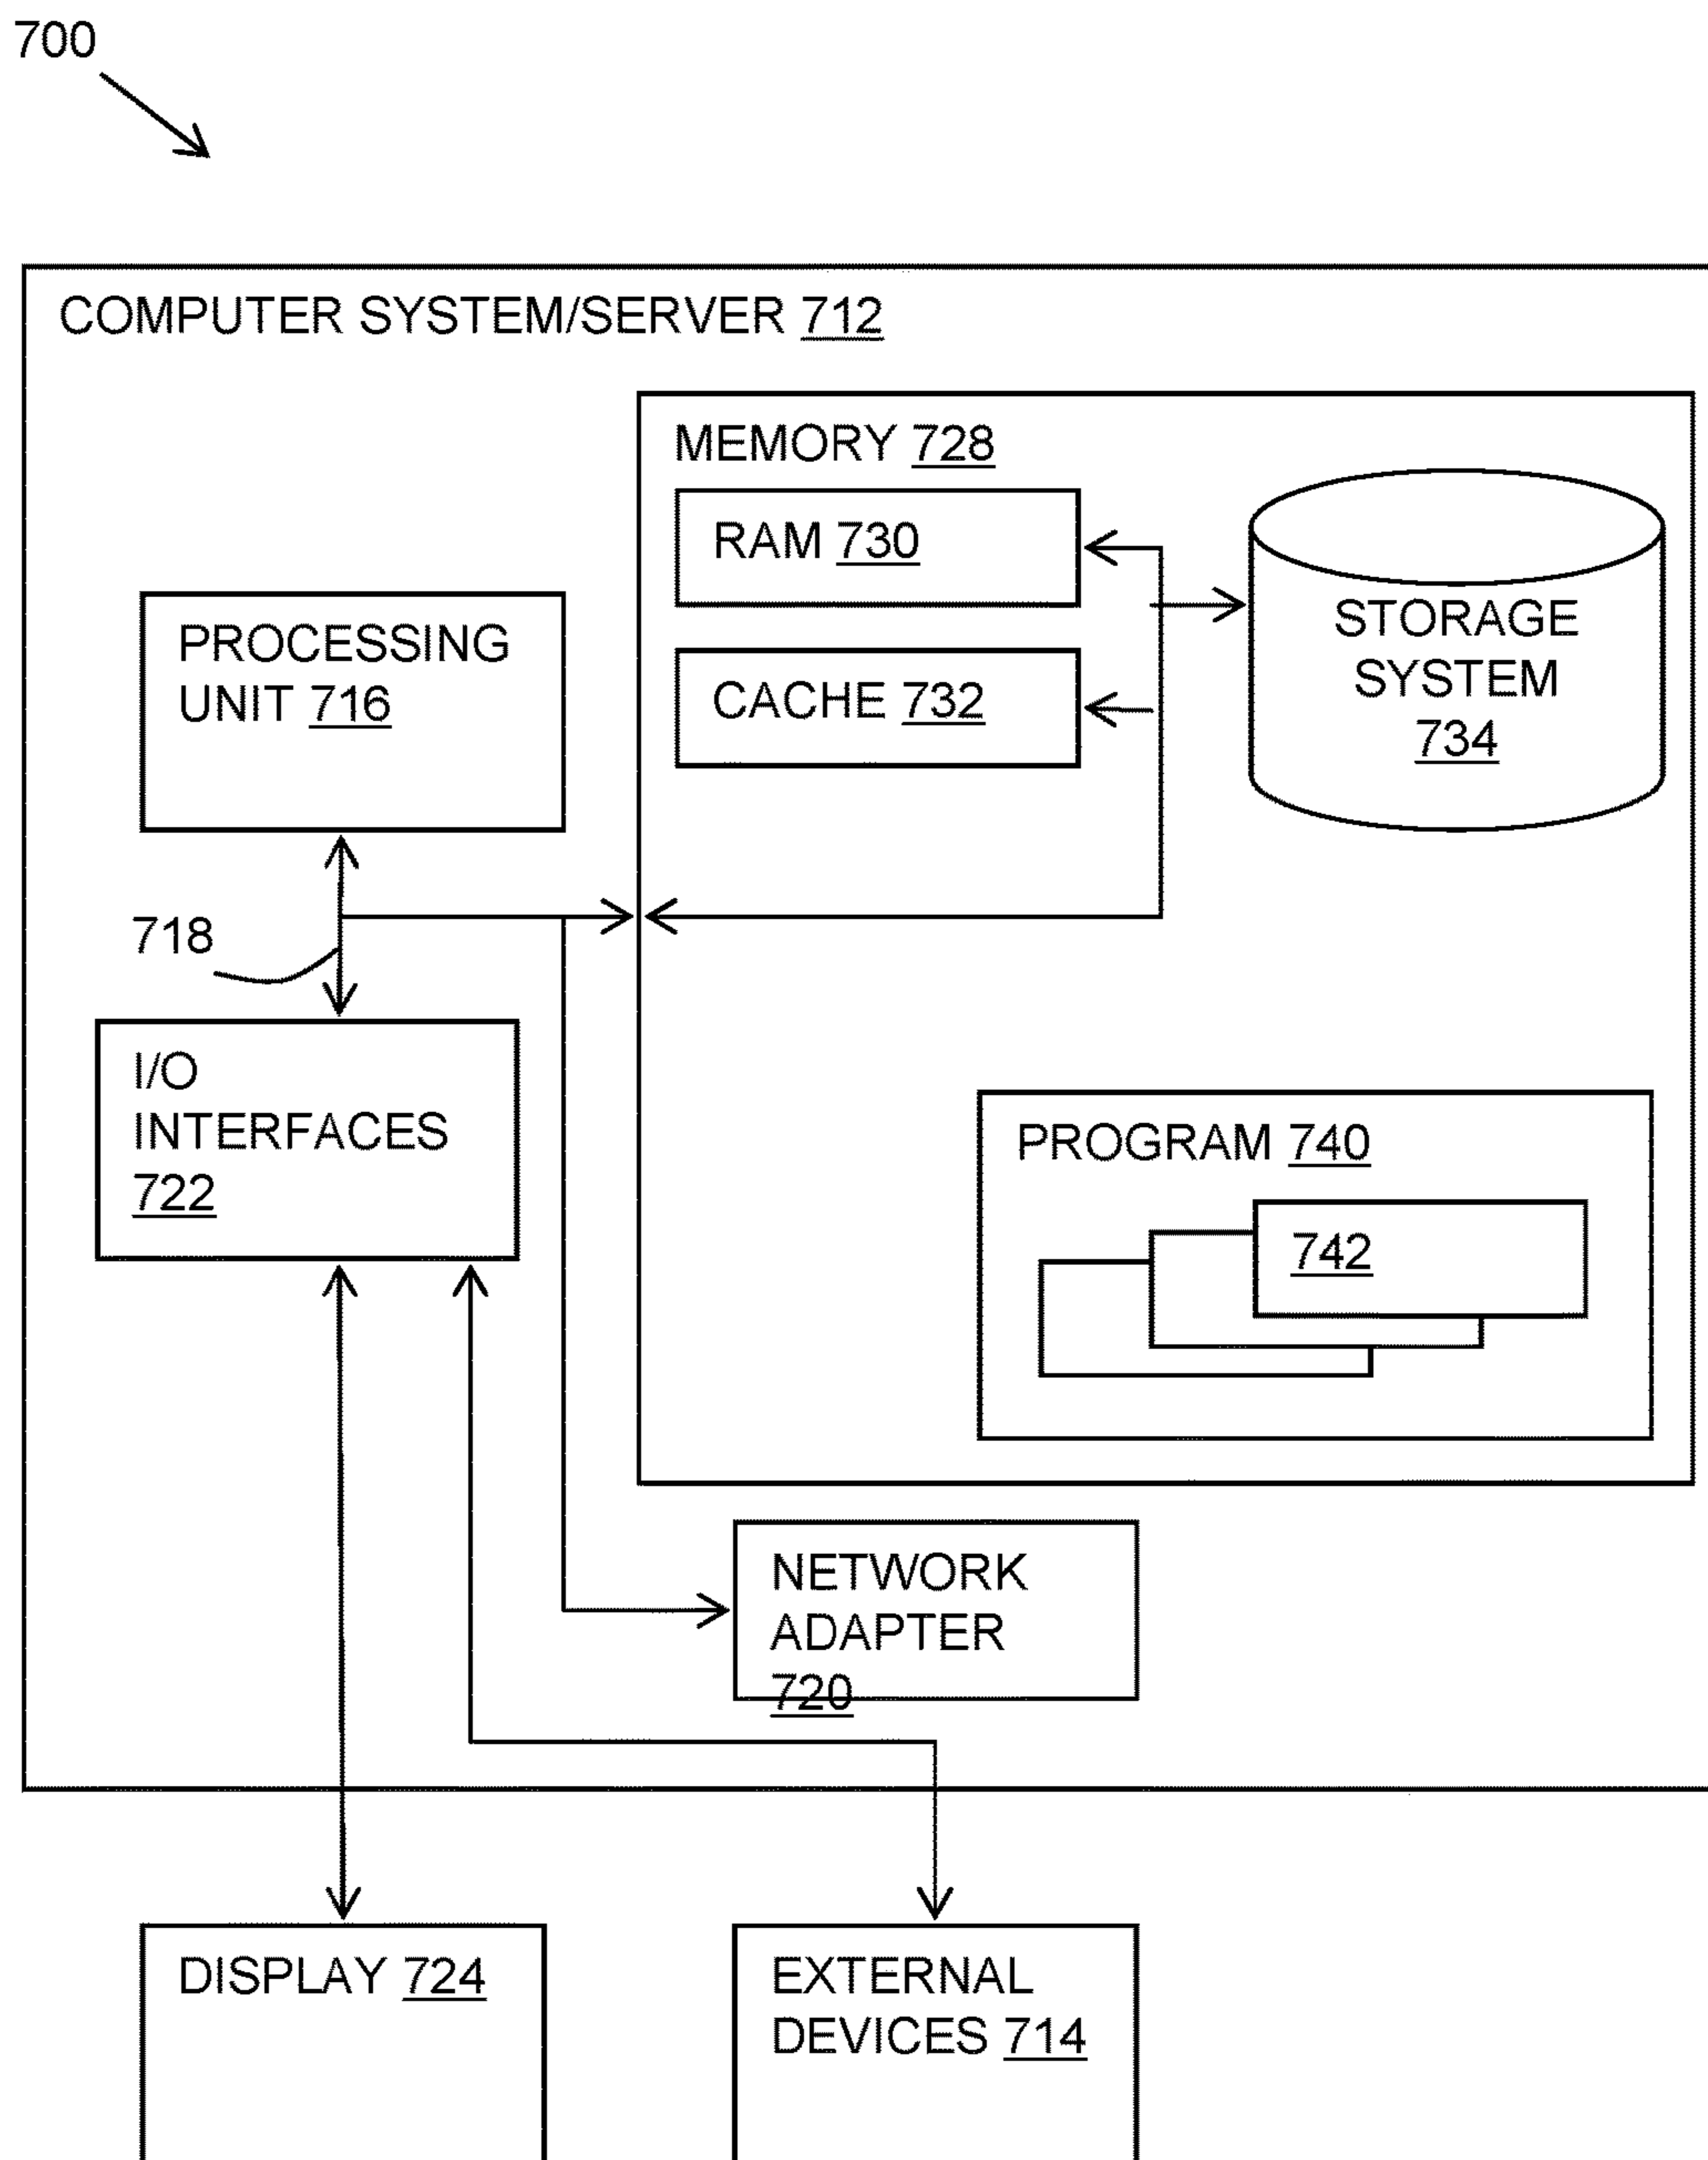 700
COMPUTER SYSTEM/SERVER 712
MEMORY 728
RAM 730
CACHE 732
STORAGE
SYSTEM
734
PROCESSING
UNIT 716
718
I/O
INTERFACES
722
PROGRAM 740
742
NETWORK
ADAPTER
720
DISPLAY 724
EXTERNAL
DEVICES 714